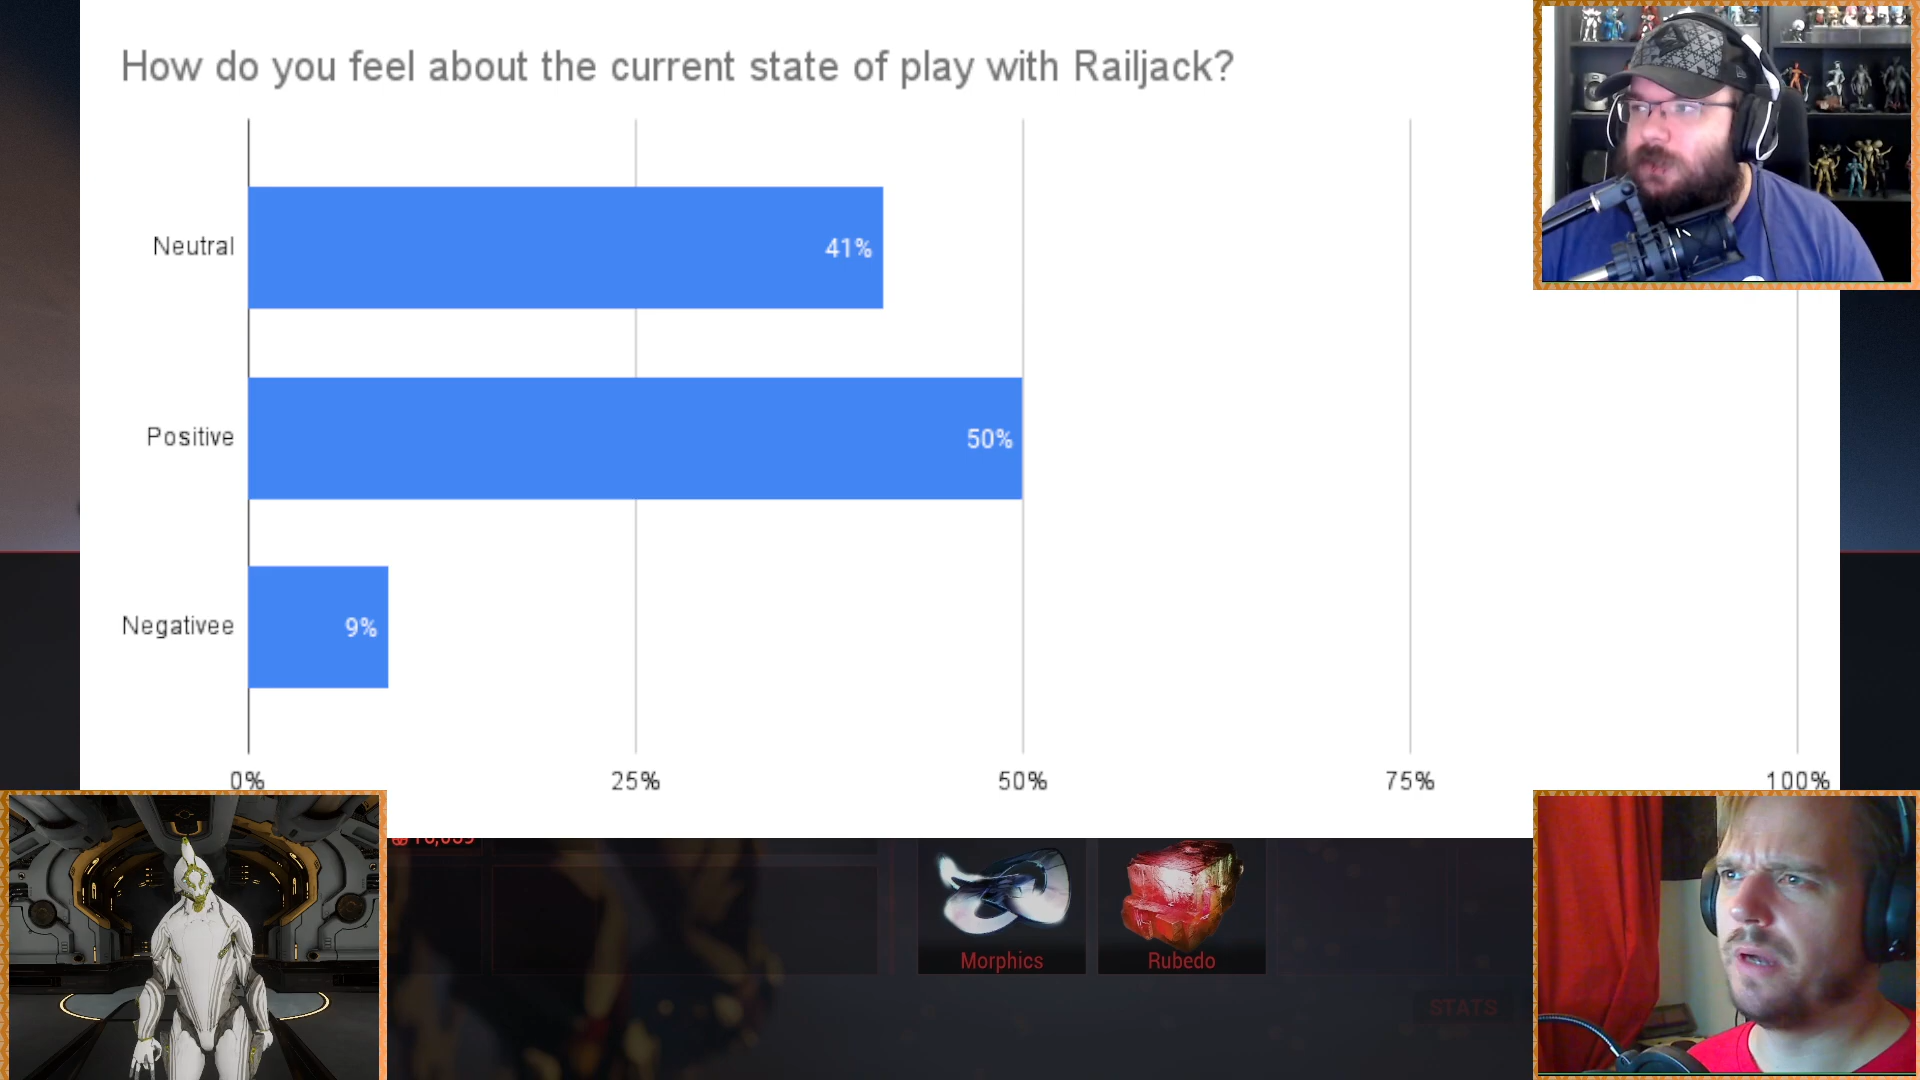 How do you feel about the current state of play with Railjack?
Neutral
41%
Positive
50%
Negativee
9%
0% 25% 50% 75% 100%
Morphics
Rubedo
STATS